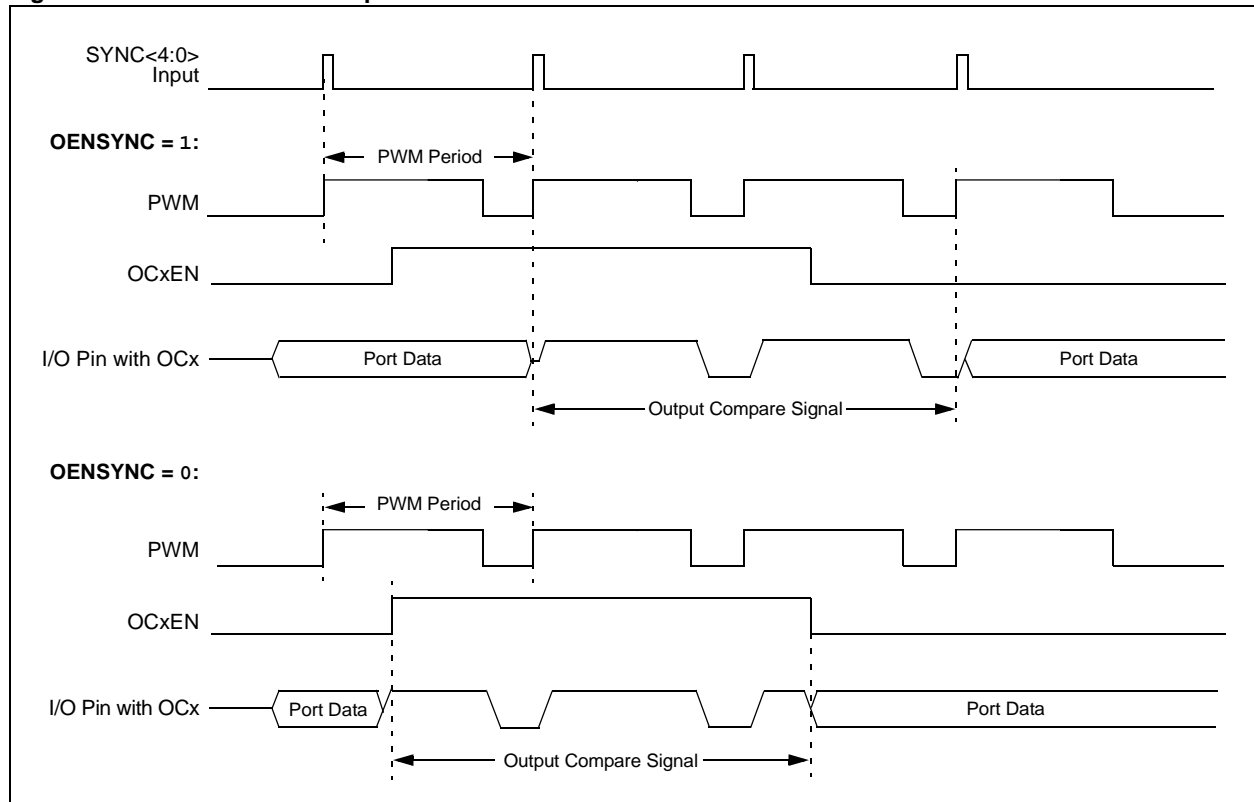 SYNC<4:0>
Input
OENSYNC = 1:
PWM Period
PWM
OCxEN
I/O Pin with OCx
Port Data
Port Data
Output Compare Signal
OENSYNC = 0:
PWM Period
PWM
OCxEN
I/O Pin with OCx
Port Data
Port Data
Output Compare Signal